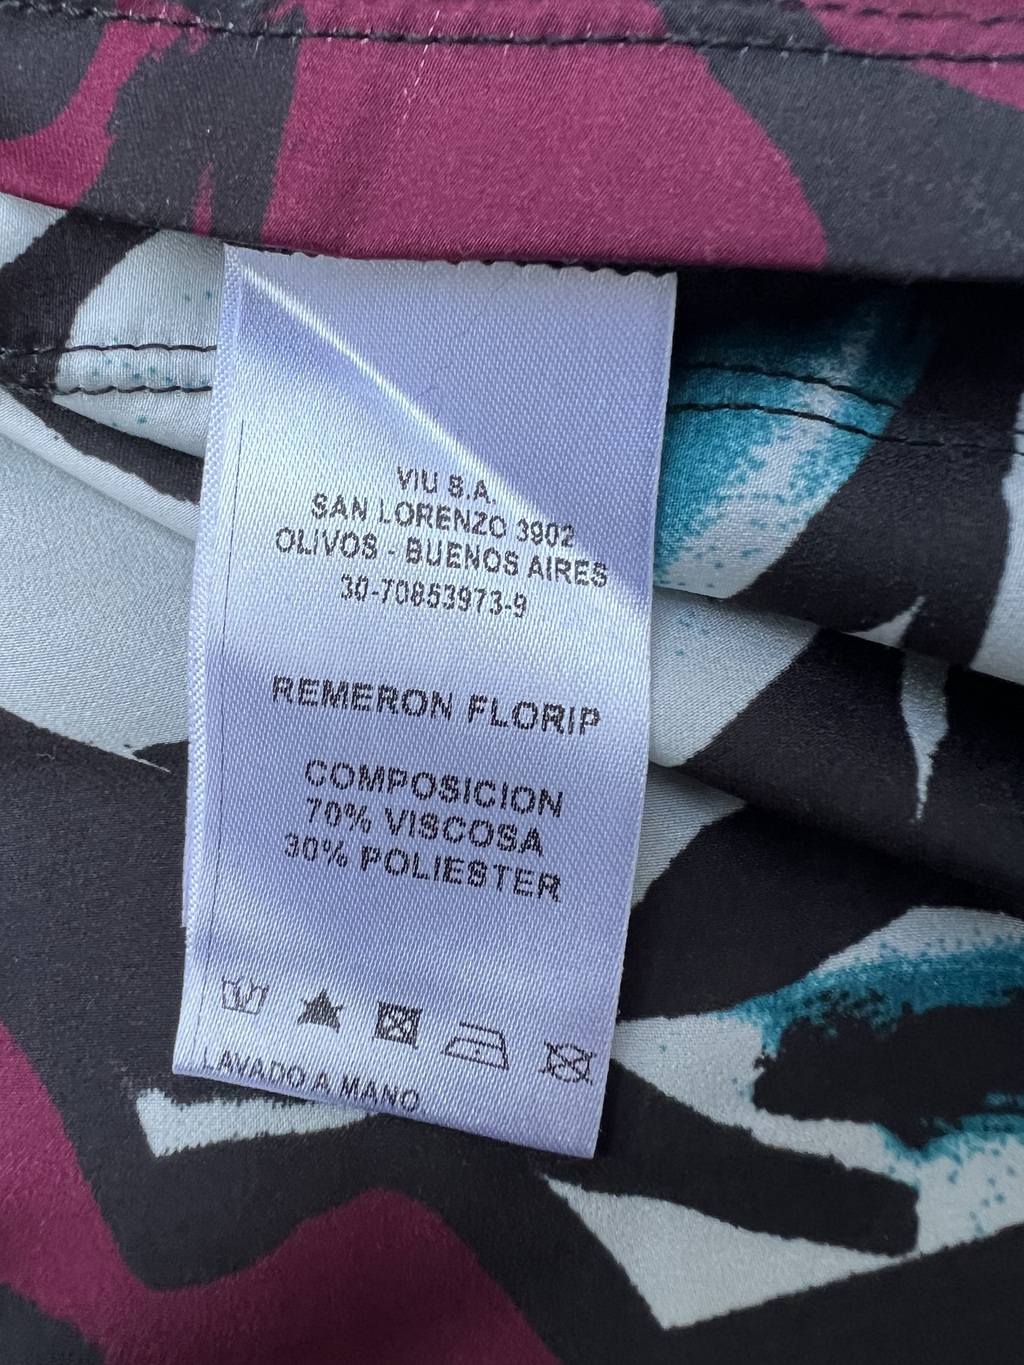 VIU S.A.
SAN LORENZO 3902
OLIVOS - BUENOS AIRES
30-70853973-9
REMERON FLORIP
COMPOSICION
70% VISCOSA
30% POLIESTER
LAVADO A MANO